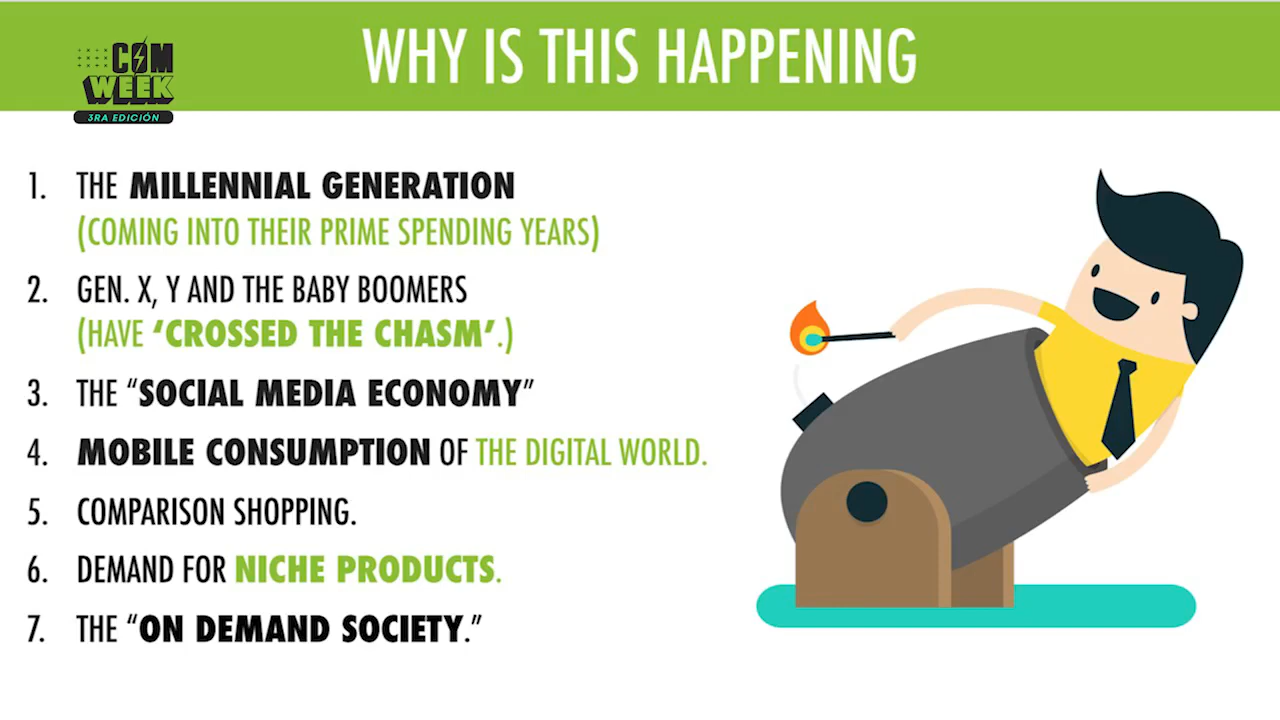 COM
WEEK
3RA EDICIÓN
WHY IS THIS HAPPENING
1. THE MILLENNIAL GENERATION
(COMING INTO THEIR PRIME SPENDING YEARS)
2. GEN. X, Y AND THE BABY BOOMERS
(HAVE ‘CROSSED THE CHASM’.)
3. THE “SOCIAL MEDIA ECONOMY”
4. MOBILE CONSUMPTION OF THE DIGITAL WORLD.
5. COMPARISON SHOPPING.
6. DEMAND FOR NICHE PRODUCTS.
7. THE “ON DEMAND SOCIETY.”